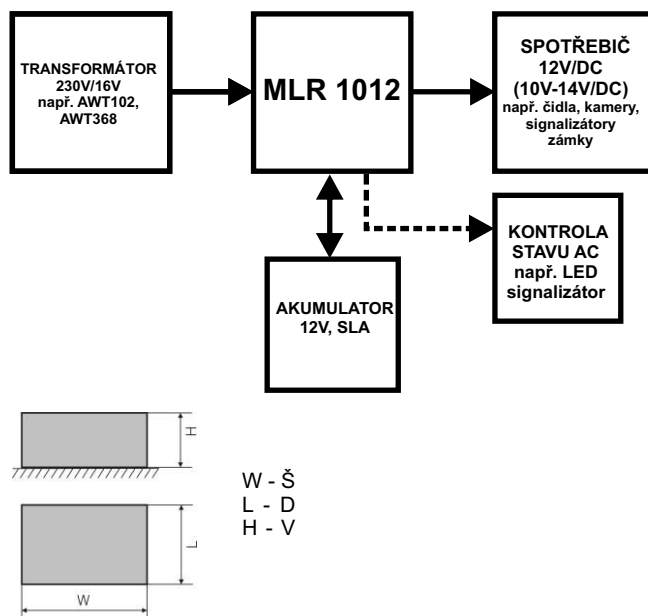 TRANSFORMÁTOR
230V/16V
např. AWT102,
AWT368
MLR 1012
SPOTŘEBIČ
12V/DC
(10V-14V/DC)
např. čidla, kamery,
signalizátory
zámky
KONTROLA
STAVU AC
např. LED
signalizátor
AKUMULATOR
12V, SLA
H
L
W
W - Š
L - D
H - V